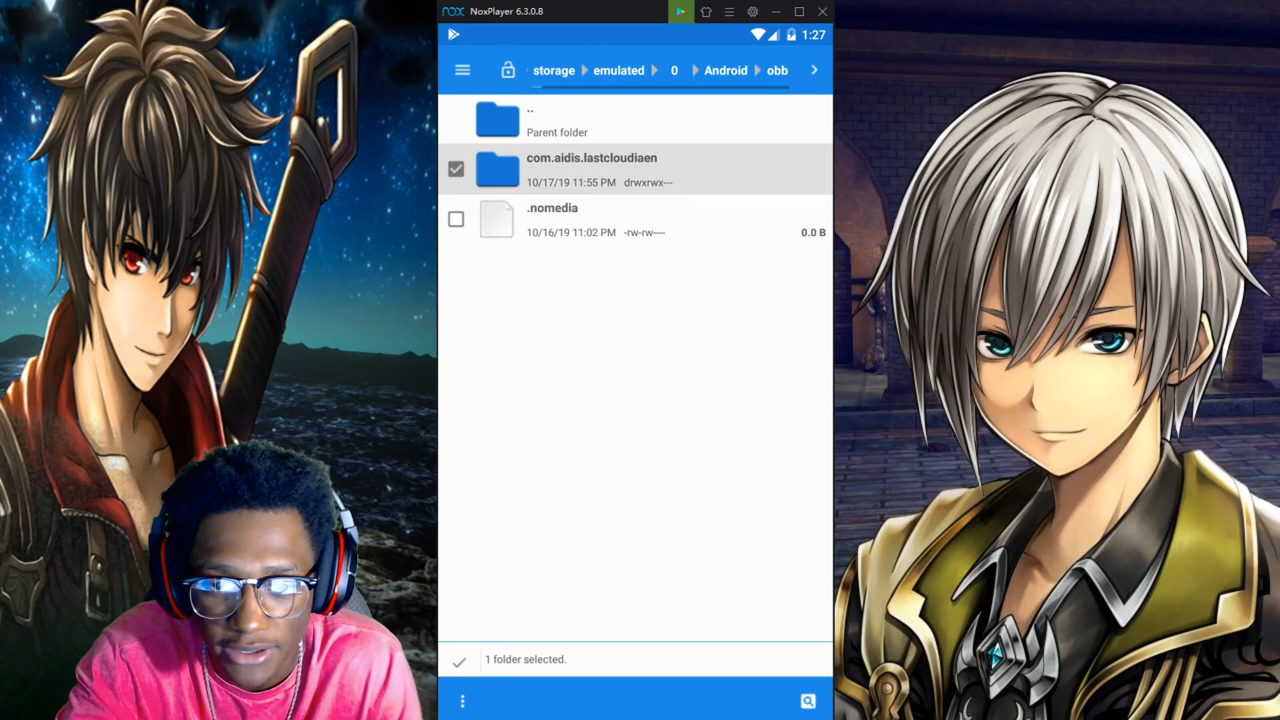 nox NoxPlayer 6.3.0.8
1:27
storage emulated 0 Android obb
..
Parent folder
com.aidis.lastcloudiaen
10/17/19 11:55 PM drwxrwx---
.nomedia
10/16/19 11:02 PM -rw-rw---- 0.0 B
1 folder selected.